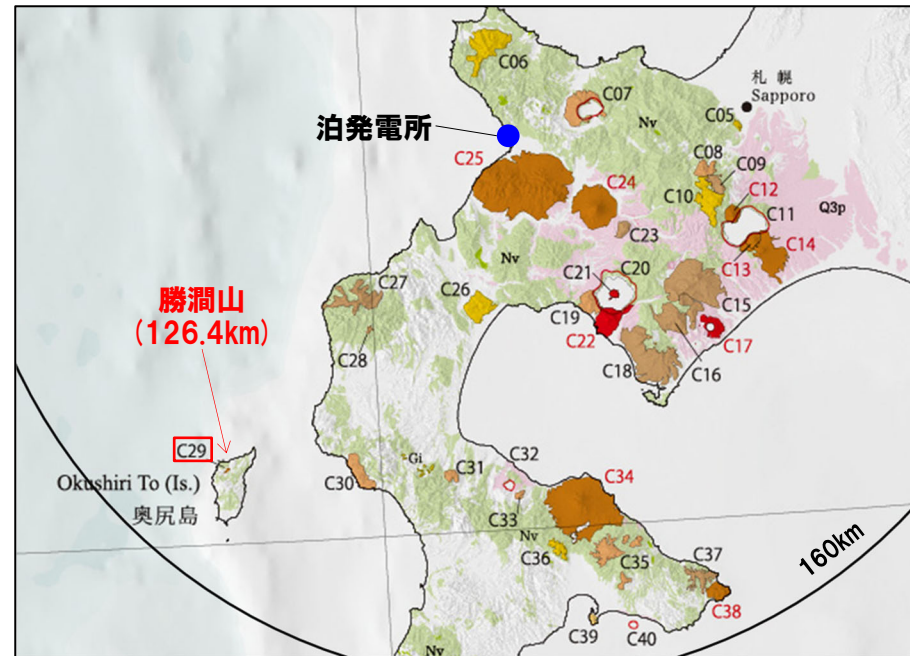 C06
札幌
Sapporo
C07
C05
Nv
泊発電所
C08
C09
C25
C24
C10
C12
C11
Q3p
C23
C14
C13
Nv
C21
C20
C27
C26
C15
勝澗山
(126.4km)
C19
C22
C17
C28
C18
C16
C29
C32
Gi
C31
C34
Okushiri To (Is.)
C30
奥尻島
C33
Nv
C36
C35
C37
160km
C38
C39
C40
Nv